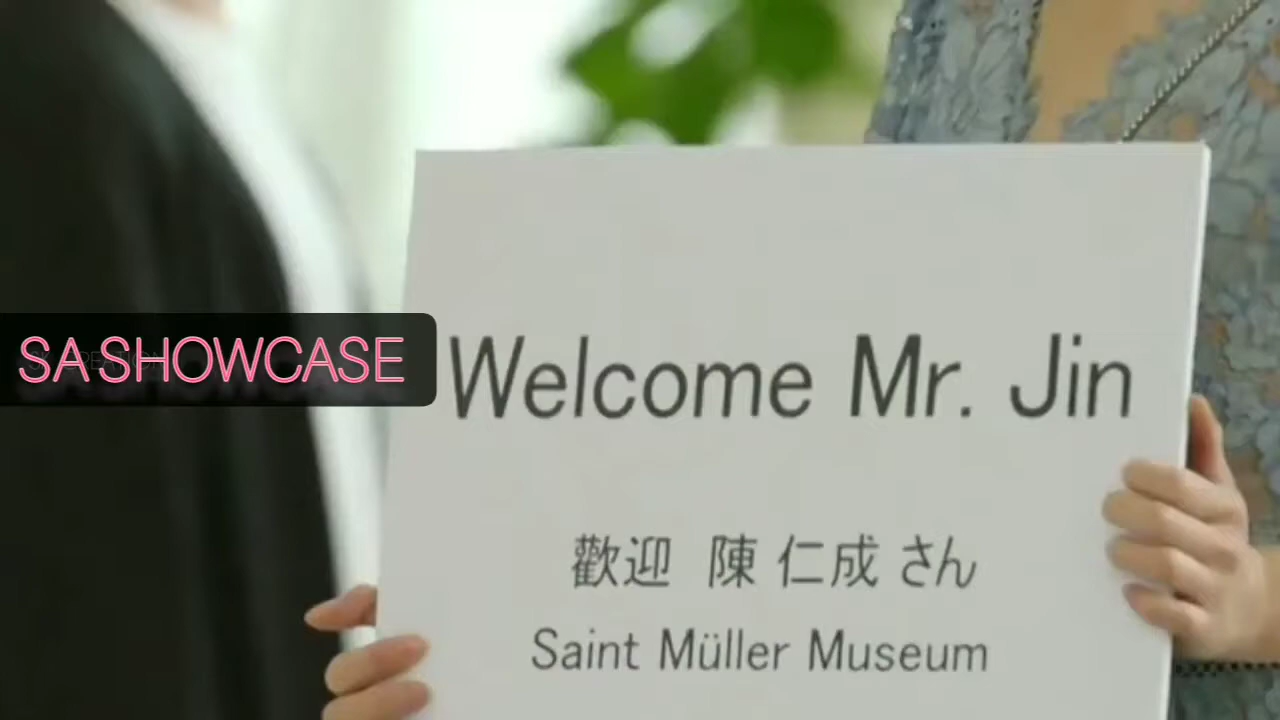 SA SHOWCASE
Welcome Mr. Jin
歡迎 陳 仁成 さん
Saint Müller Museum